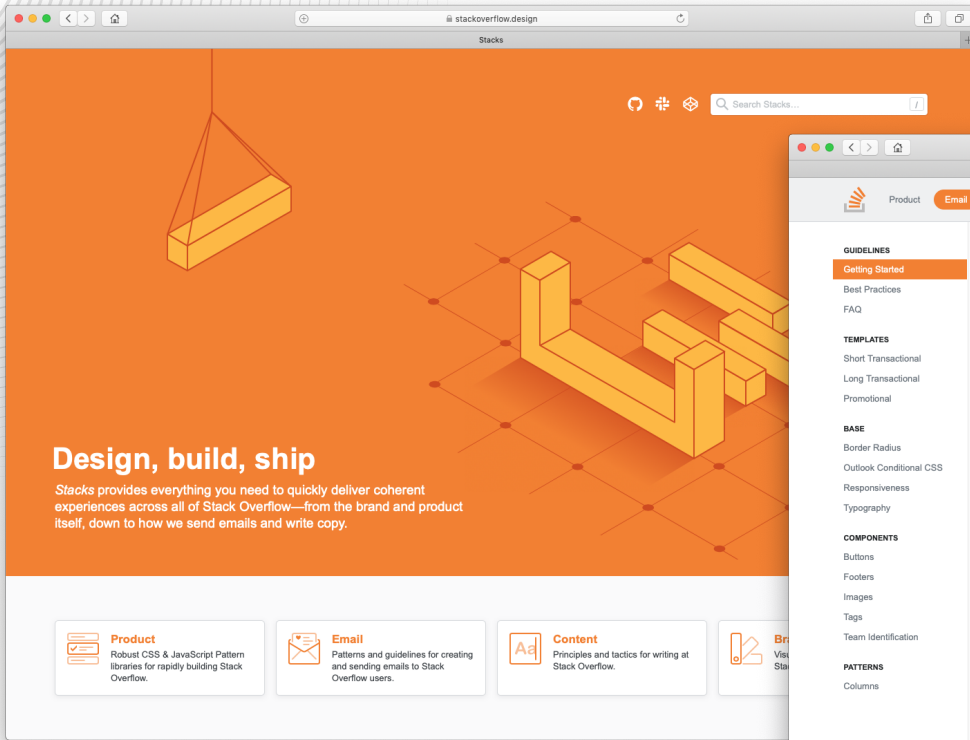 stackoverflow.design
Stacks
Search Stacks...
/
Design, build, ship
Stacks provides everything you need to quickly deliver coherent
experiences across all of Stack Overflow—from the brand and product
itself, down to how we send emails and write copy.
Product
Robust CSS & JavaScript Pattern
libraries for rapidly building Stack
Overflow.
Email
Patterns and guidelines for creating
and sending emails to Stack
Overflow users.
Aa
Content
Principles and tactics for writing at
Stack Overflow.
Product
Email
GUIDELINES
Getting Started
Best Practices
FAQ
TEMPLATES
Short Transactional
Long Transactional
Promotional
BASE
Border Radius
Outlook Conditional CSS
Responsiveness
Typography
COMPONENTS
Buttons
Footers
Images
Tags
Team Identification
PATTERNS
Columns